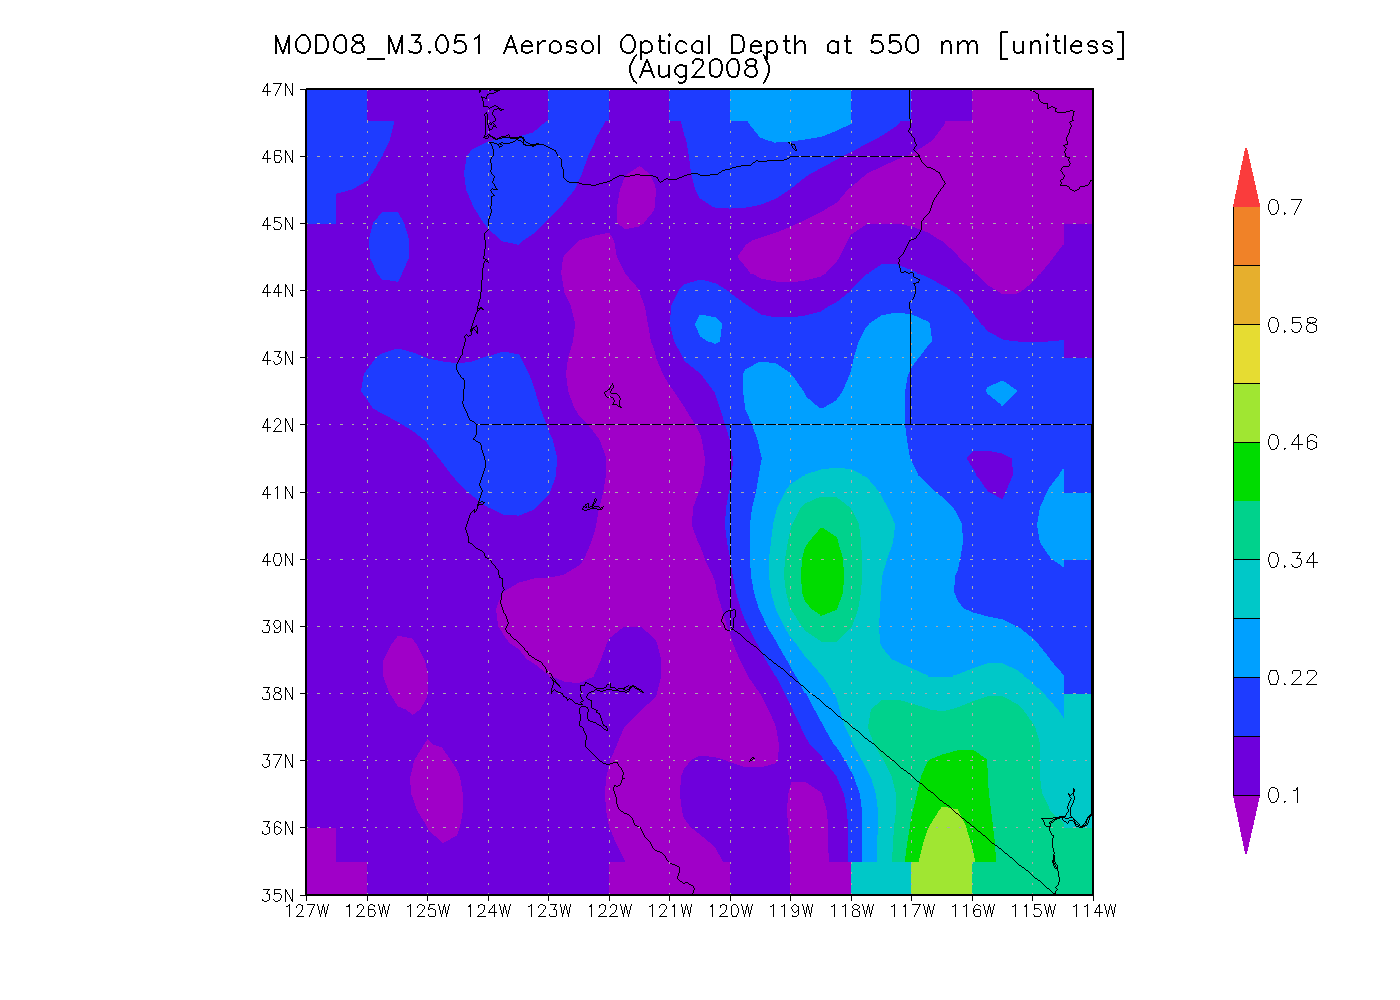 MOD08_M3.051 Aerosol Optical Depth at 550 nm [unitless]
(Aug2008)
47N
46N
45N
44N
43N
42N
41N
40N
39N
38N
37N
36N
35N
127W 126W 125W 124W 123W 122W 121W 120W 119W 118W 117W 116W 115W 114W
0.7
0.58
0.46
0.34
0.22
0.1